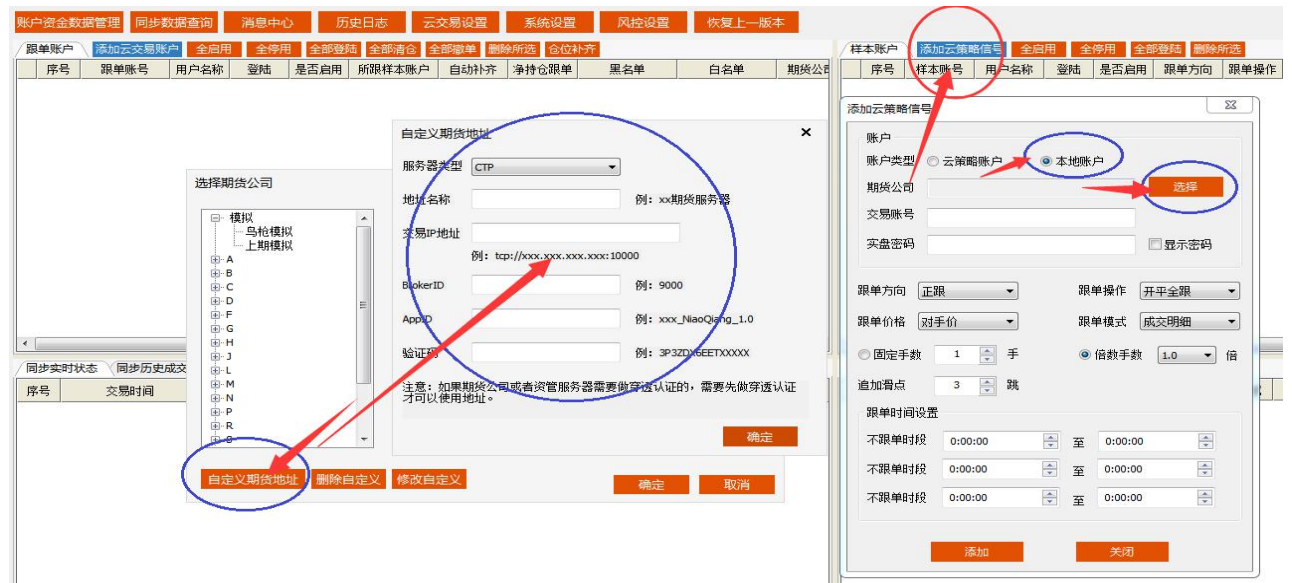 账户资金数据管理 同步数据查询 消息中心 历史日志 云交易设置 系统设置 风控设置 恢复上一版本
跟单账户 添加云交易账户 全启用 全停用 全部登陆 全部清仓 全部撤单 删除所选 仓位补齐
序号 跟单账号 用户名称 登陆 是否启用 所跟样本账户 自动补齐 净持仓跟单 黑名单 白名单 期货公司
样本账户 添加云策略信号 全启用 全停用 全部登陆 删除所选
序号 样本账号 用户名称 登陆 是否启用 跟单方向 跟单操作
选择期货公司
模拟
鸟枪模拟
上期模拟
A
B
C
D
F
G
H
J
L
M
N
P
R
S
自定义期货地址 删除自定义 修改自定义 确定 取消
自定义期货地址
服务器类型 CTP
地址名称 例：xx期货服务器
交易IP地址
例：tcp://xxx.xxx.xxx.xxx:10000
BrokerID 例：9000
AppID 例：xxx_NiaoQiang_1.0
验证码 例：3P3ZDX6EETXXXXX
注意：如果期货公司或者资管服务器需要做穿透认证的，需要先做穿透认证
才可以使用地址。
确定
同步实时状态 同步历史成交
序号 交易时间
添加云策略信号
账户
账户类型 云策略账户 本地账户
期货公司 选择
交易账号
实盘密码 显示密码
跟单方向 正跟 跟单操作 开平全跟
跟单价格 对手价 跟单模式 成交明细
固定手数 1 手 倍数手数 1.0 倍
追加滑点 3 跳
跟单时间设置
不跟单时段 0:00:00 至 0:00:00
不跟单时段 0:00:00 至 0:00:00
不跟单时段 0:00:00 至 0:00:00
添加 关闭